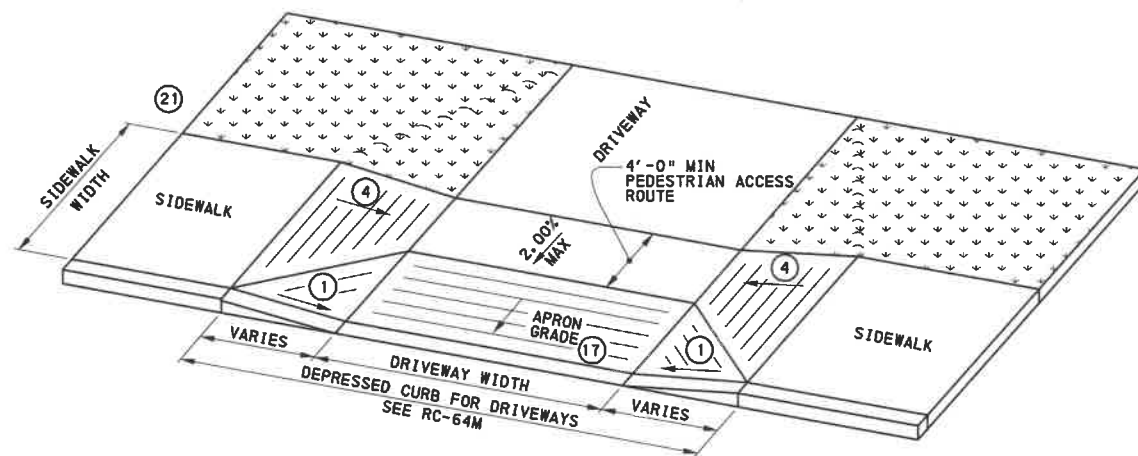 21
SIDEWALK
WIDTH
SIDEWALK
4
1
DRIVEWAY
4'-0" MIN
PEDESTRIAN ACCESS
ROUTE
2.00%
MAX
4
APRON
GRADE
17
1
SIDEWALK
VARIES
DRIVEWAY WIDTH
VARIES
DEPRESSED CURB FOR DRIVEWAYS
SEE RC-64M